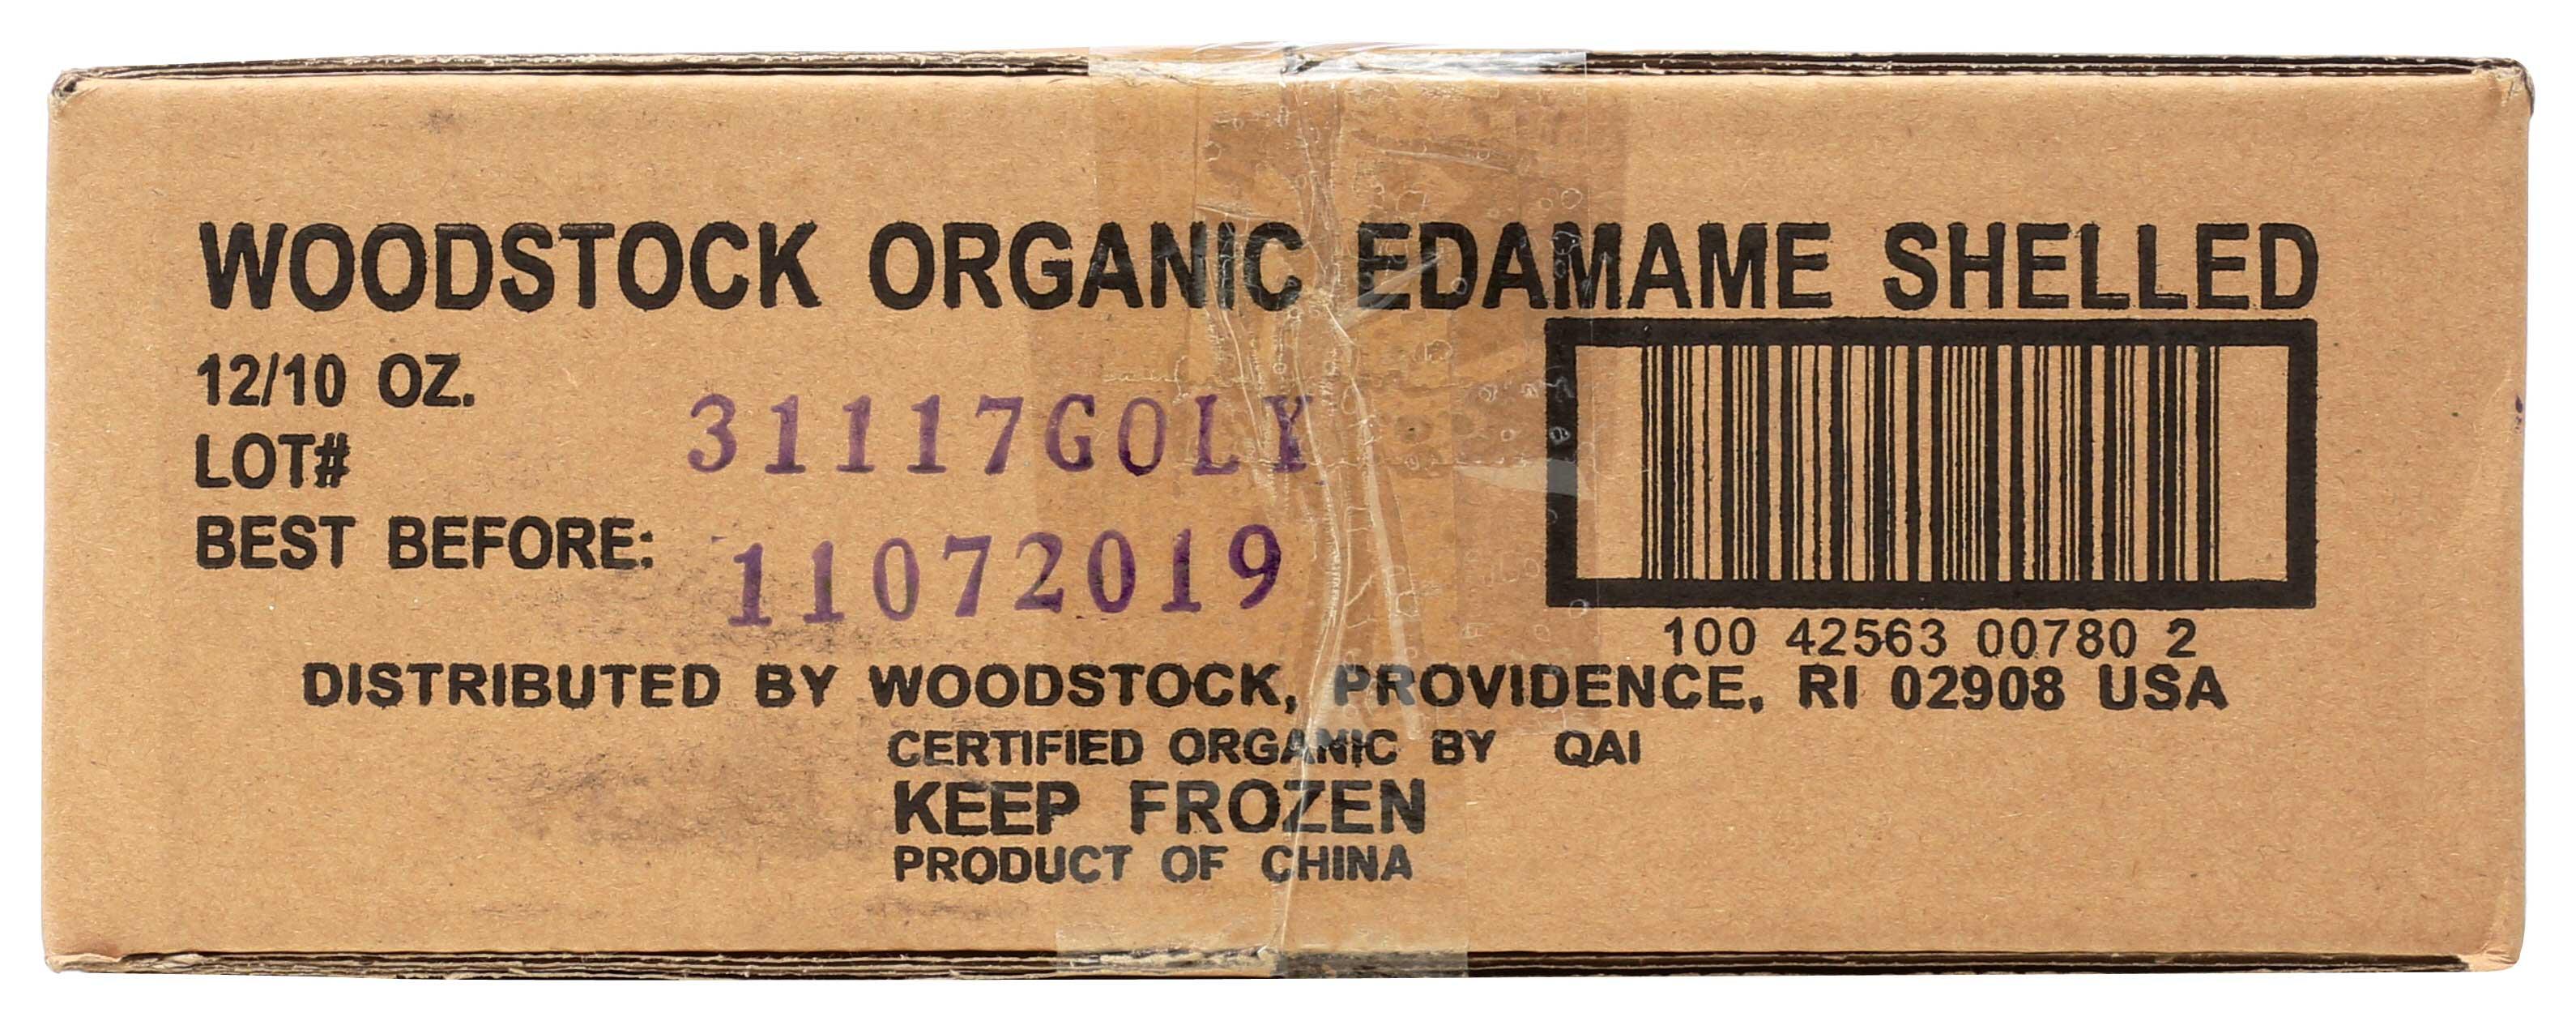 WOODSTOCK ORGANIC EDAMAME SHELLED
12/10 OZ.
LOT# 31117GOLY
BEST BEFORE: 11072019
100 42563 00780 2
DISTRIBUTED BY WOODSTOCK, PROVIDENCE, RI 02908 USA
CERTIFIED ORGANIC BY QAI
KEEP FROZEN
PRODUCT OF CHINA